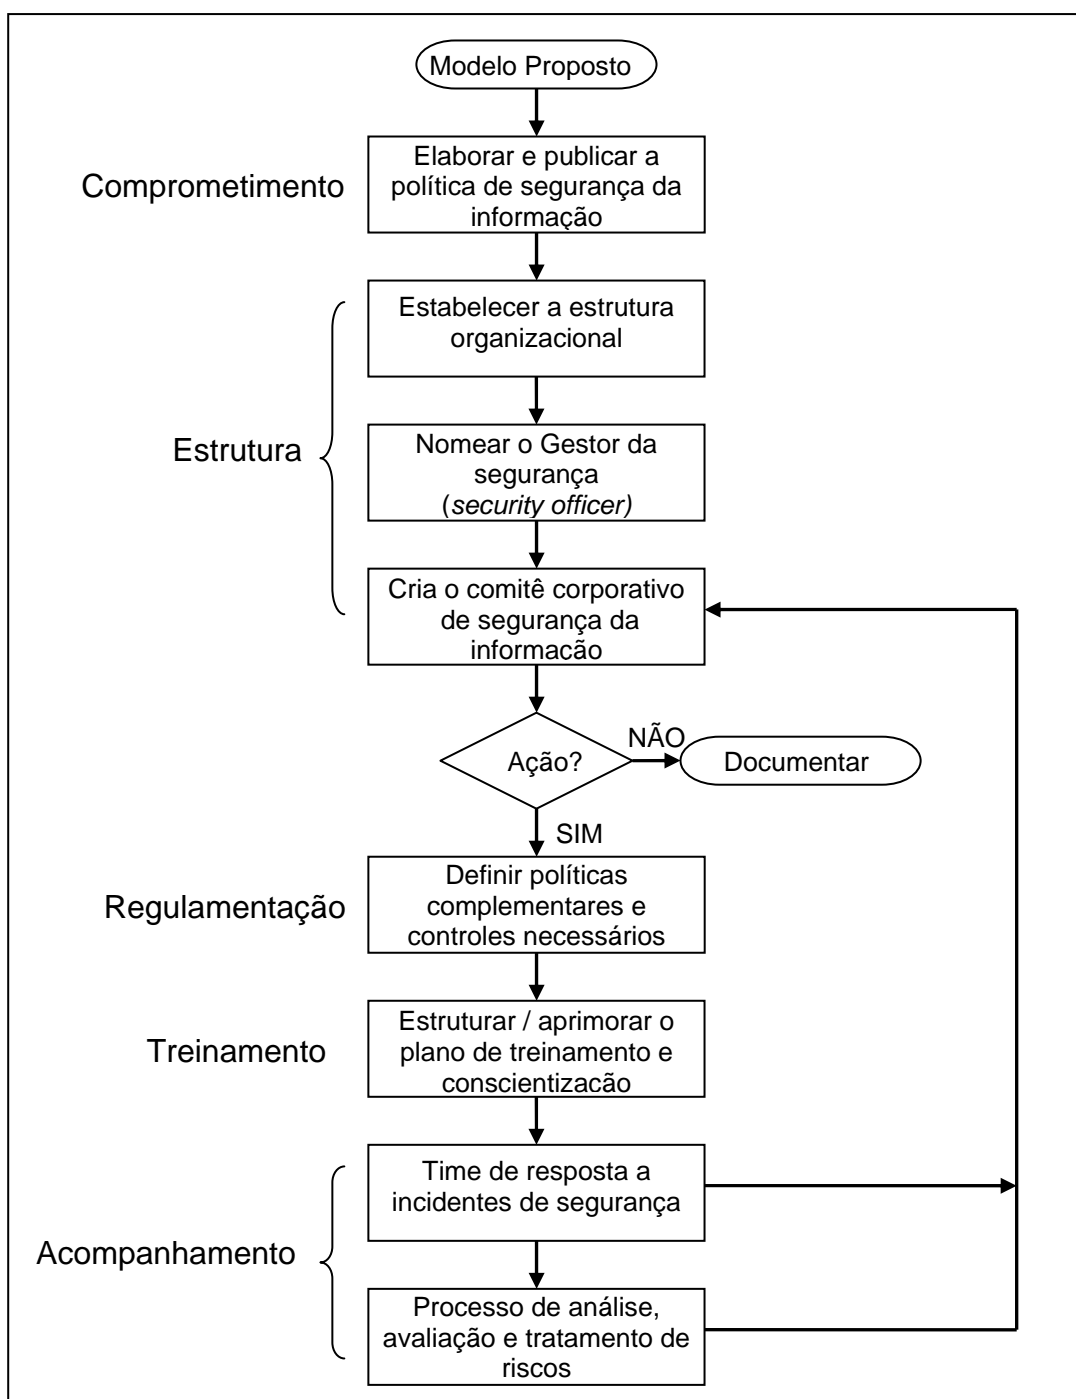 Modelo Proposto
Comprometimento
Elaborar e publicar a
política de segurança da
informação
Estabelecer a estrutura
organizacional
Estrutura
Nomear o Gestor da
segurança
(security officer)
Cria o comitê corporativo
de segurança da
informação
Ação?
NÃO
Documentar
SIM
Regulamentação
Definir políticas
complementares e
controles necessários
Treinamento
Estruturar / aprimorar o
plano de treinamento e
conscientização
Time de resposta a
incidentes de segurança
Acompanhamento
Processo de análise,
avaliação e tratamento de
riscos